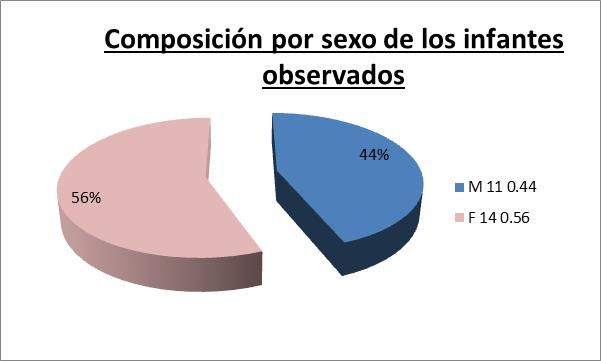 Composición por sexo de los infantes
observados
44%
56%
M 11 0.44
F 14 0.56